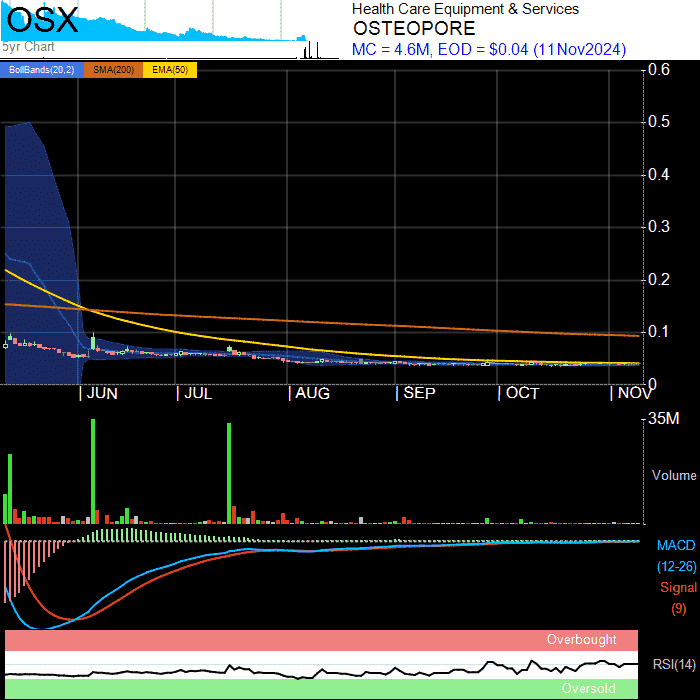 OSX
Health Care Equipment & Services
OSTEOPORE
5yr Chart
MC = 4.6M, EOD = $0.04 (11Nov2024)
BollBands(20,2) SMA(200) EMA(50)
0.6
0.5
0.4
0.3
0.2
0.1
0
JUN JUL AUG SEP OCT NOV
35M
Volume
MACD
(12-26)
Signal
(9)
Overbought
RSI(14)
Oversold